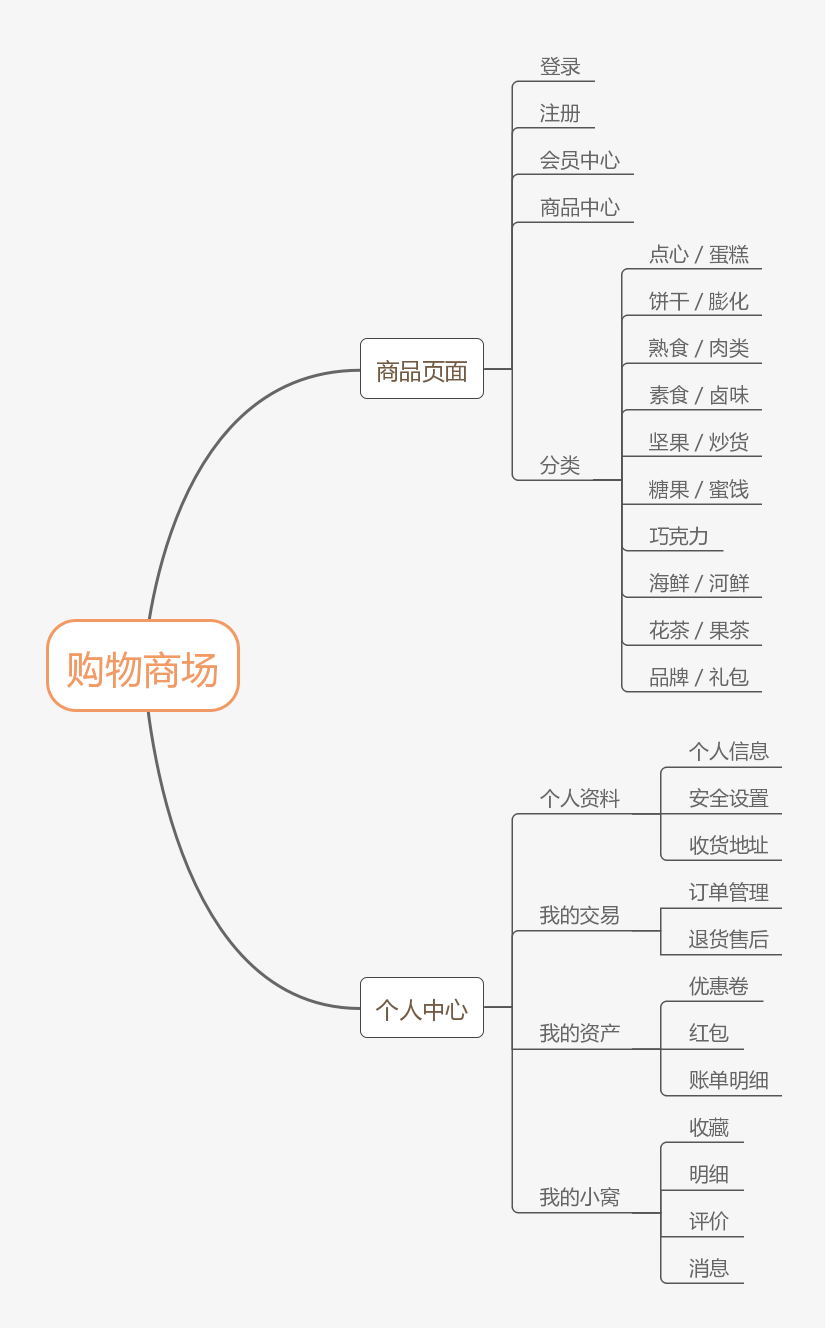 购物商场
商品页面
登录
注册
会员中心
商品中心
分类
点心 / 蛋糕
饼干 / 膨化
熟食 / 肉类
素食 / 卤味
坚果 / 炒货
糖果 / 蜜饯
巧克力
海鲜 / 河鲜
花茶 / 果茶
品牌 / 礼包
个人中心
个人资料
个人信息
安全设置
收货地址
我的交易
订单管理
退货售后
我的资产
优惠卷
红包
账单明细
我的小窝
收藏
明细
评价
消息